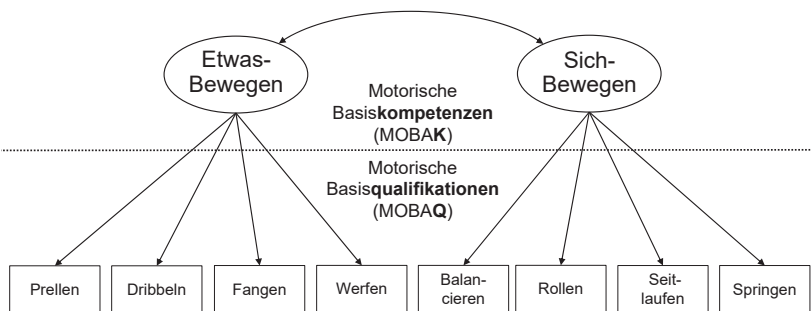 Etwas-
Bewegen
Sich-
Bewegen
Motorische
Basiskompetenzen
(MOBAK)
Motorische
Basisqualifikationen
(MOBAQ)
Prellen
Dribbeln
Fangen
Werfen
Balan-
cieren
Rollen
Seit-
laufen
Springen